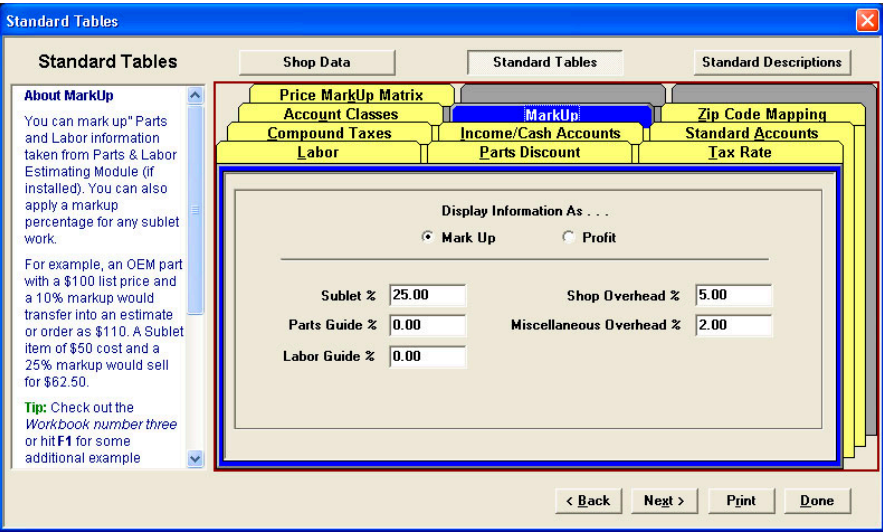 Standard Tables
Standard Tables
Shop Data
Standard Tables
Standard Descriptions
About MarkUp
You can mark up" Parts
and Labor information
taken from Parts & Labor
Estimating Module (if
installed). You can also
apply a markup
percentage for any sublet
work.
For example, an OEM part
with a $100 list price and
a 10% markup would
transfer into an estimate
or order as $110. A Sublet
item of $50 cost and a
25% markup would sell
for $62.50.
Tip: Check out the
Workbook number three
or hit F1 for some
additional example
Price MarkUp Matrix
Account Classes
MarkUp
Zip Code Mapping
Compound Taxes
Income/Cash Accounts
Standard Accounts
Labor
Parts Discount
Tax Rate
Display Information As . . .
Mark Up
Profit
Sublet % 25.00
Shop Overhead % 5.00
Parts Guide % 0.00
Miscellaneous Overhead % 2.00
Labor Guide % 0.00
< Back
Next >
Print
Done